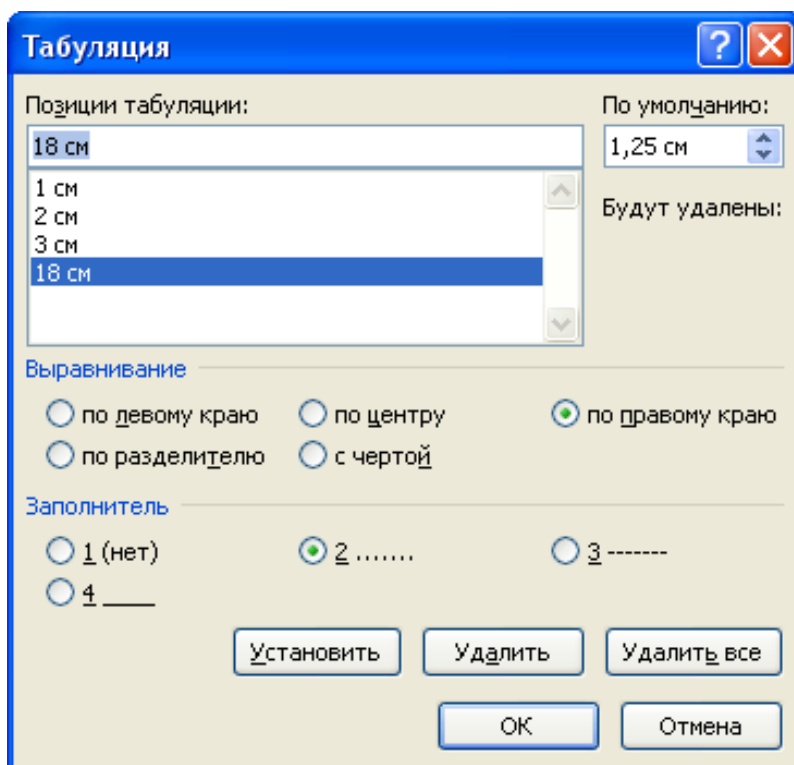 Табуляция
Позиции табуляции:
По умолчанию:
18 см
1,25 см
1 см
2 см
3 см
18 см
Будут удалены:
Выравнивание
по левому краю
по центру
по правому краю
по разделителю
с чертой
Заполнитель
1 (нет)
2 .......
3 -------
4 ____
Установить
Удалить
Удалить все
ОК
Отмена